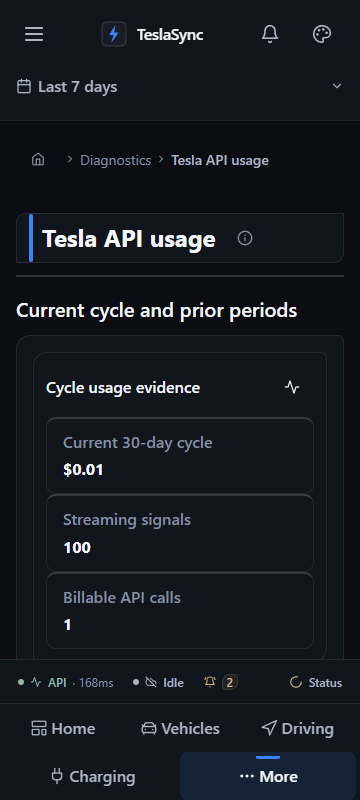 TeslaSync
Last 7 days
Diagnostics Tesla API usage
Tesla API usage
Current cycle and prior periods
Cycle usage evidence
Current 30-day cycle
$0.01
Streaming signals
100
Billable API calls
1
API · 168ms Idle 2 Status
Home Vehicles Driving
Charging More